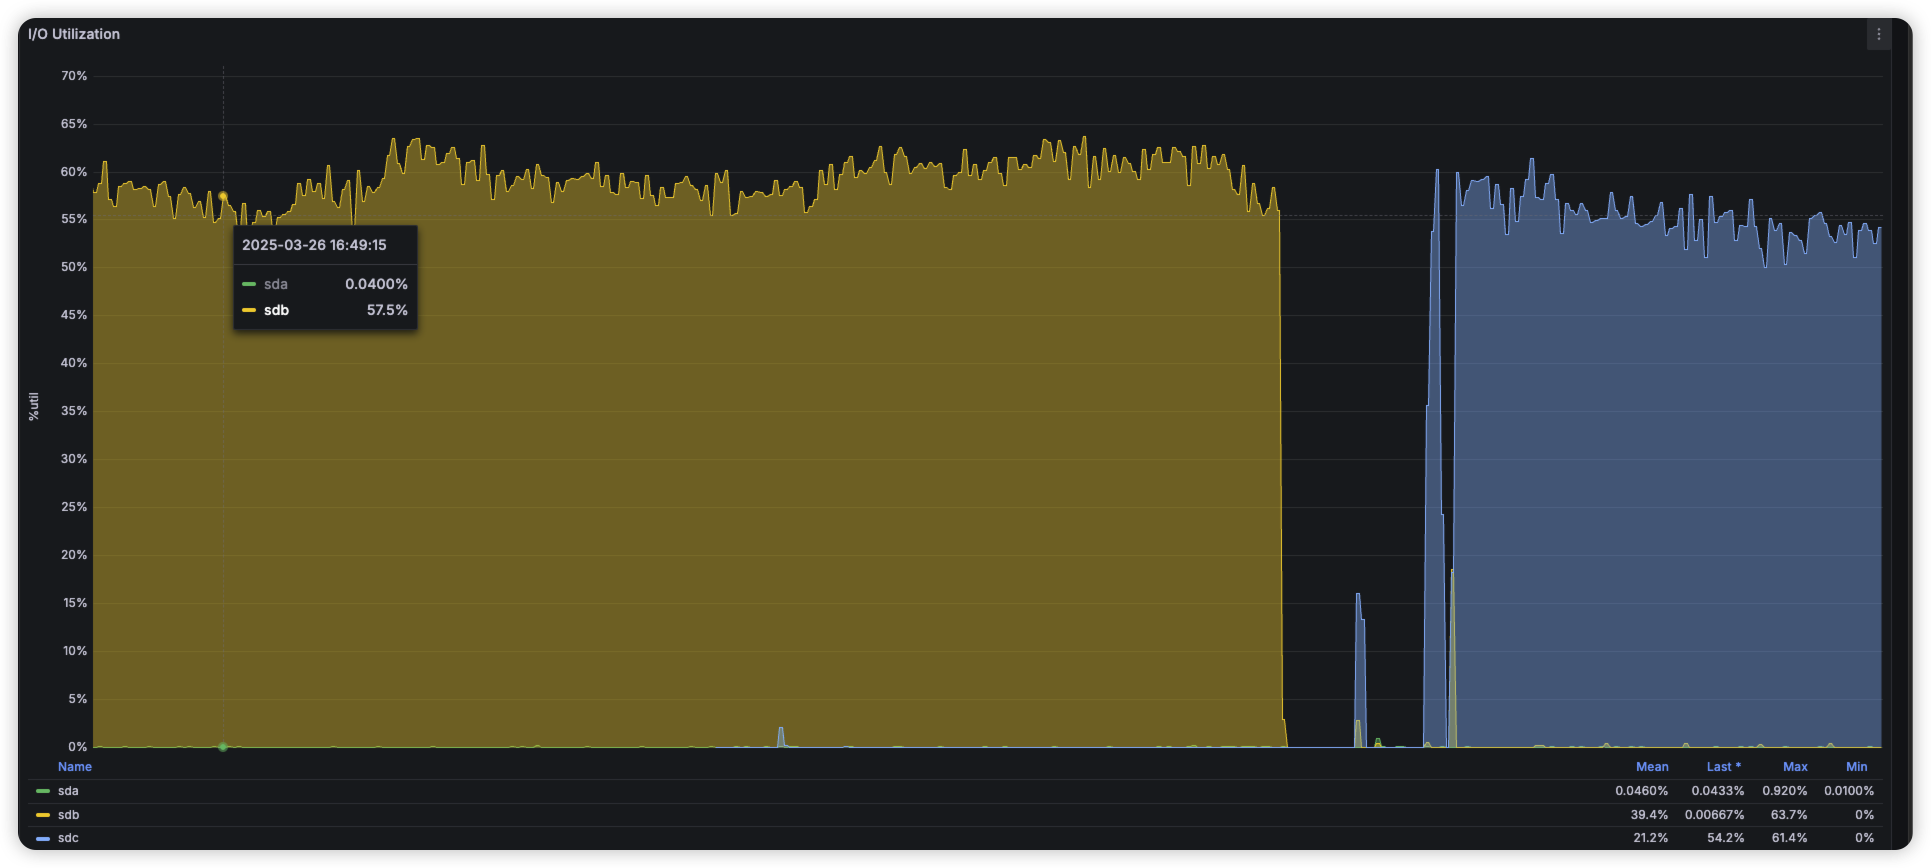 I/O Utilization
70%
65%
60%
55%
50%
45%
40%
35%
30%
25%
20%
15%
10%
5%
0%
%util
2025-03-26 16:49:15
sda 0.0400%
sdb 57.5%
Name Mean Last * Max Min
sda 0.0460% 0.0433% 0.920% 0.0100%
sdb 39.4% 0.00667% 63.7% 0%
sdc 21.2% 54.2% 61.4% 0%